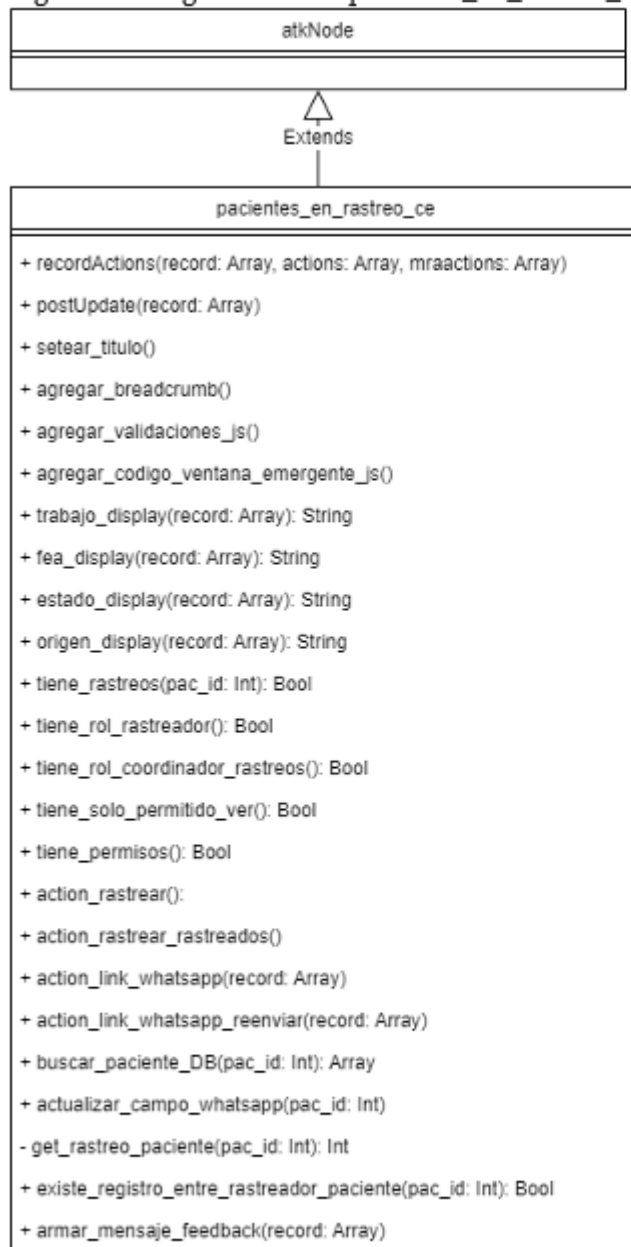 atkNode
Extends
pacientes_en_rastreo_ce
+ recordActions(record: Array, actions: Array, mraactions: Array)
+ postUpdate(record: Array)
+ setear_titulo()
+ agregar_breadcrumb()
+ agregar_validaciones_js()
+ agregar_codigo_ventana_emergente_js()
+ trabajo_display(record: Array): String
+ fea_display(record: Array): String
+ estado_display(record: Array): String
+ origen_display(record: Array): String
+ tiene_rastreos(pac_id: Int): Bool
+ tiene_rol_rastreador(): Bool
+ tiene_rol_coordinador_rastreos(): Bool
+ tiene_solo_permitido_ver(): Bool
+ tiene_permisos(): Bool
+ action_rastrear():
+ action_rastrear_rastreados()
+ action_link_whatsapp(record: Array)
+ action_link_whatsapp_reenviar(record: Array)
+ buscar_paciente_DB(pac_id: Int): Array
+ actualizar_campo_whatsapp(pac_id: Int)
- get_rastreo_paciente(pac_id: Int): Int
+ existe_registro_entre_rastreador_paciente(pac_id: Int): Bool
+ armar_mensaje_feedback(record: Array)